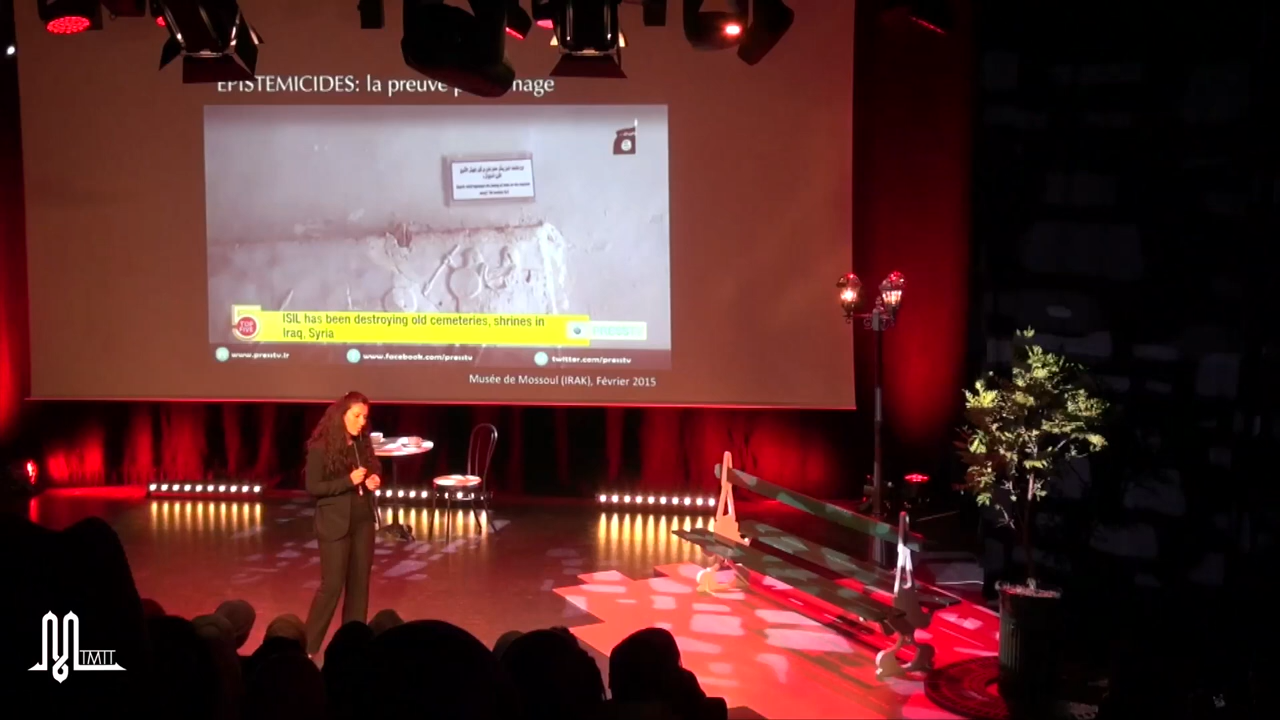 EPISTEMICIDES: la preuve
TOP
FIVE
ISIL has been destroying old cemeteries, shrines in
Iraq, Syria
PRESSTV
www.presstv.ir
www.facebook.com/presstv
twitter.com/presstv
Musée de Mossoul (IRAK), Février 2015